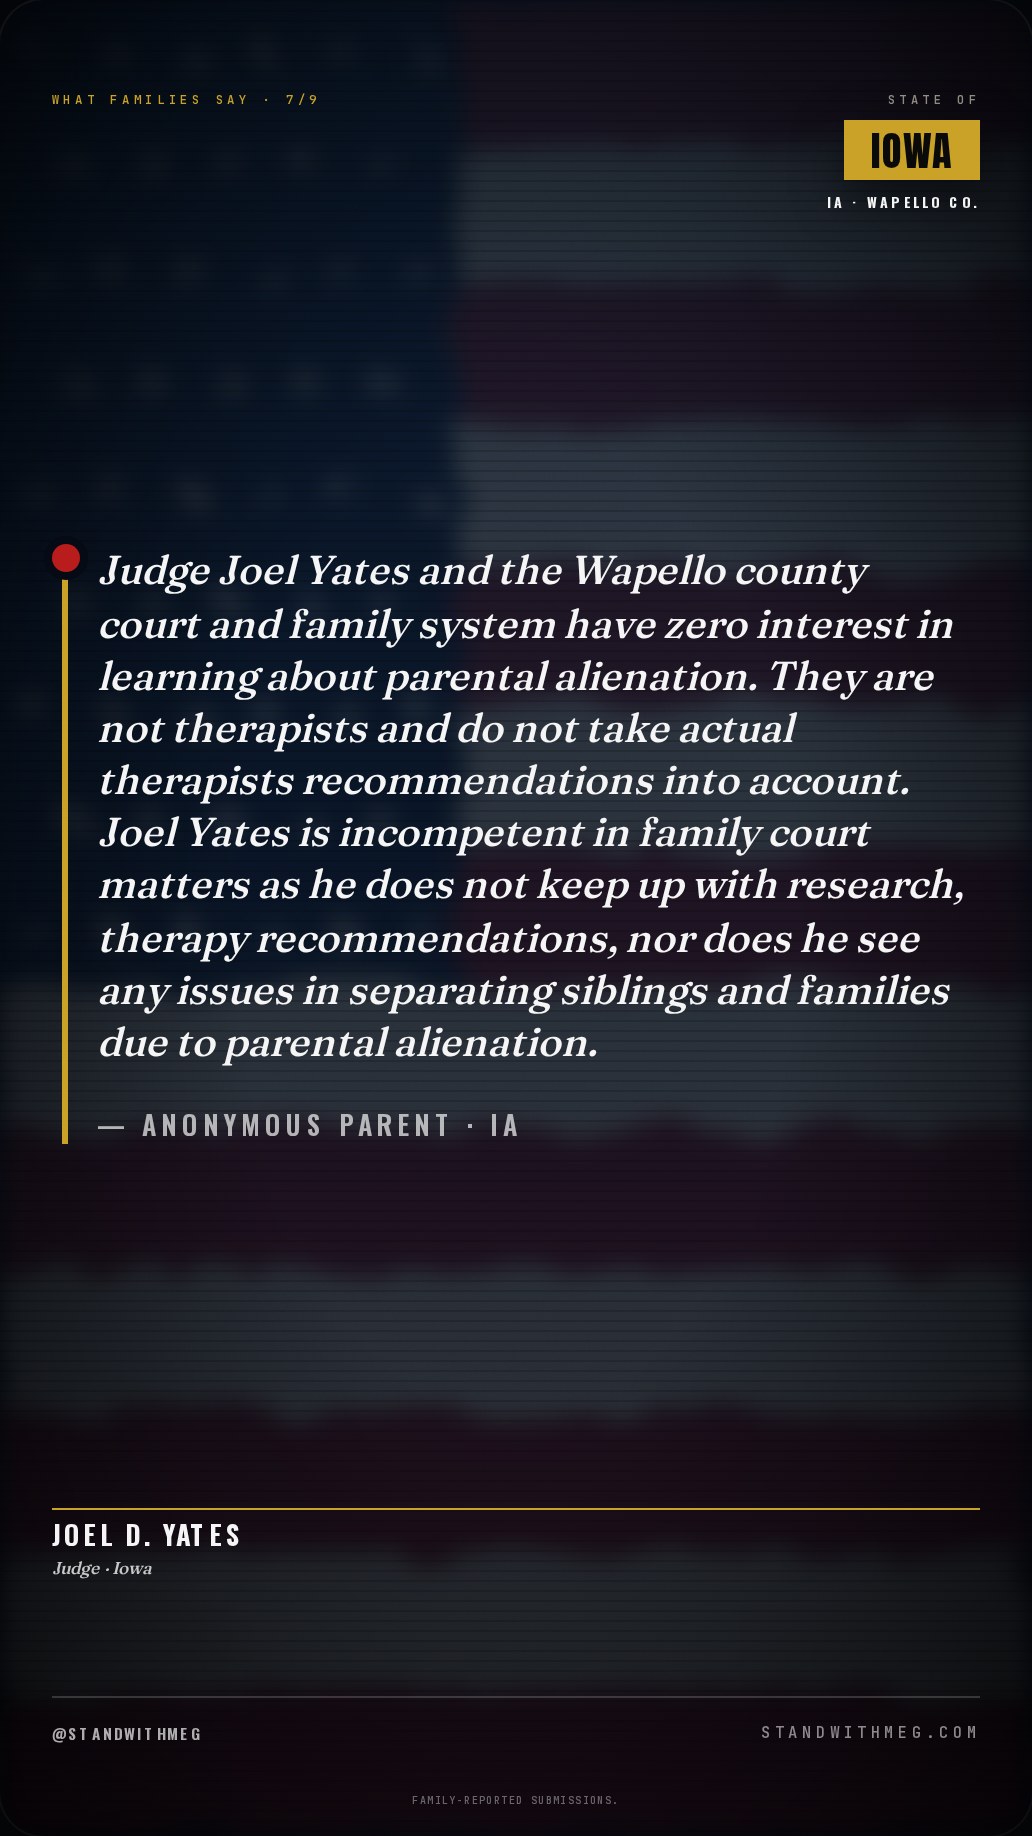 WHAT FAMILIES SAY · 7/9
STATE OF
IOWA
IA · WAPELLO CO.
Judge Joel Yates and the Wapello county
court and family system have zero interest in
learning about parental alienation. They are
not therapists and do not take actual
therapists recommendations into account.
Joel Yates is incompetent in family court
matters as he does not keep up with research,
therapy recommendations, nor does he see
any issues in separating siblings and families
due to parental alienation.
— ANONYMOUS PARENT · IA
JOEL D. YATES
Judge · Iowa
@STANDWITHMEG
STANDWITHMEG.COM
FAMILY-REPORTED SUBMISSIONS.